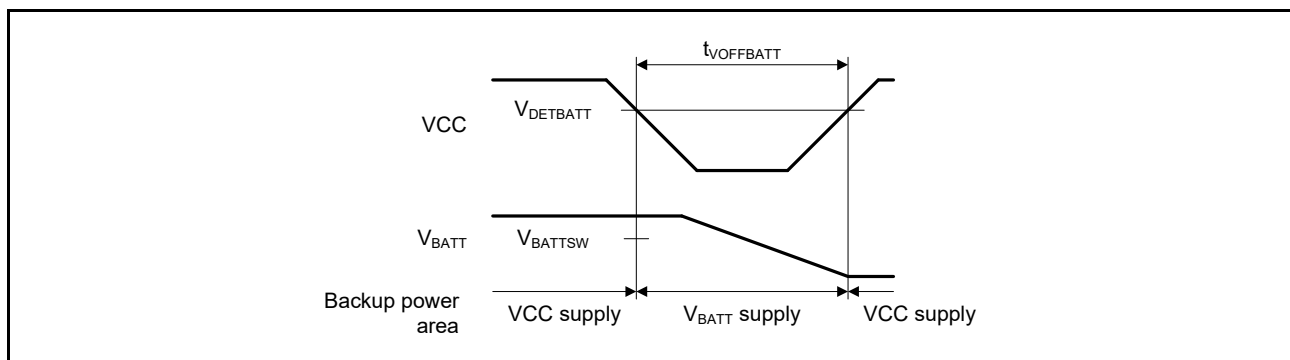 tVOFFBATT
VDETBATT
VCC
VBATT
VBATTSW
Backup power
area
VCC supply
VBATT supply
VCC supply